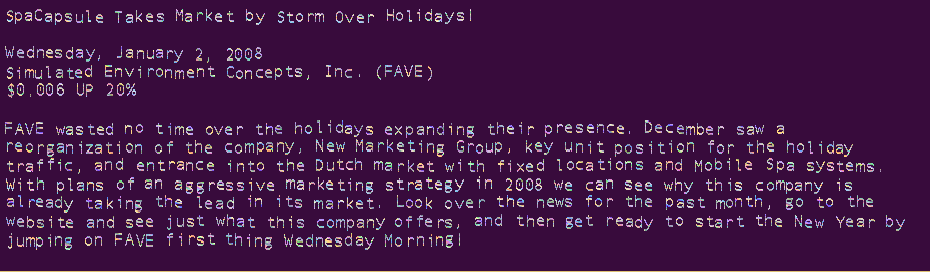 SpaCapsule Takes Market by Storm Over Holidays!
Wednesday, January 2, 2008
Simulated Environment Concepts, Inc. (FAVE)
$0.006 UP 20%
FAVE wasted no time over the holidays expanding their presence. December saw a
reorganization of the company, New Marketing Group, key unit position for the holiday
traffic, and entrance into the Dutch market with fixed locations and Mobile Spa systems.
With plans of an aggressive marketing strategy in 2008 we can see why this company is
already taking the lead in its market. Look over the news for the past month, go to the
website and see just what this company offers, and then get ready to start the New Year by
jumping on FAVE first thing Wednesday Morning!